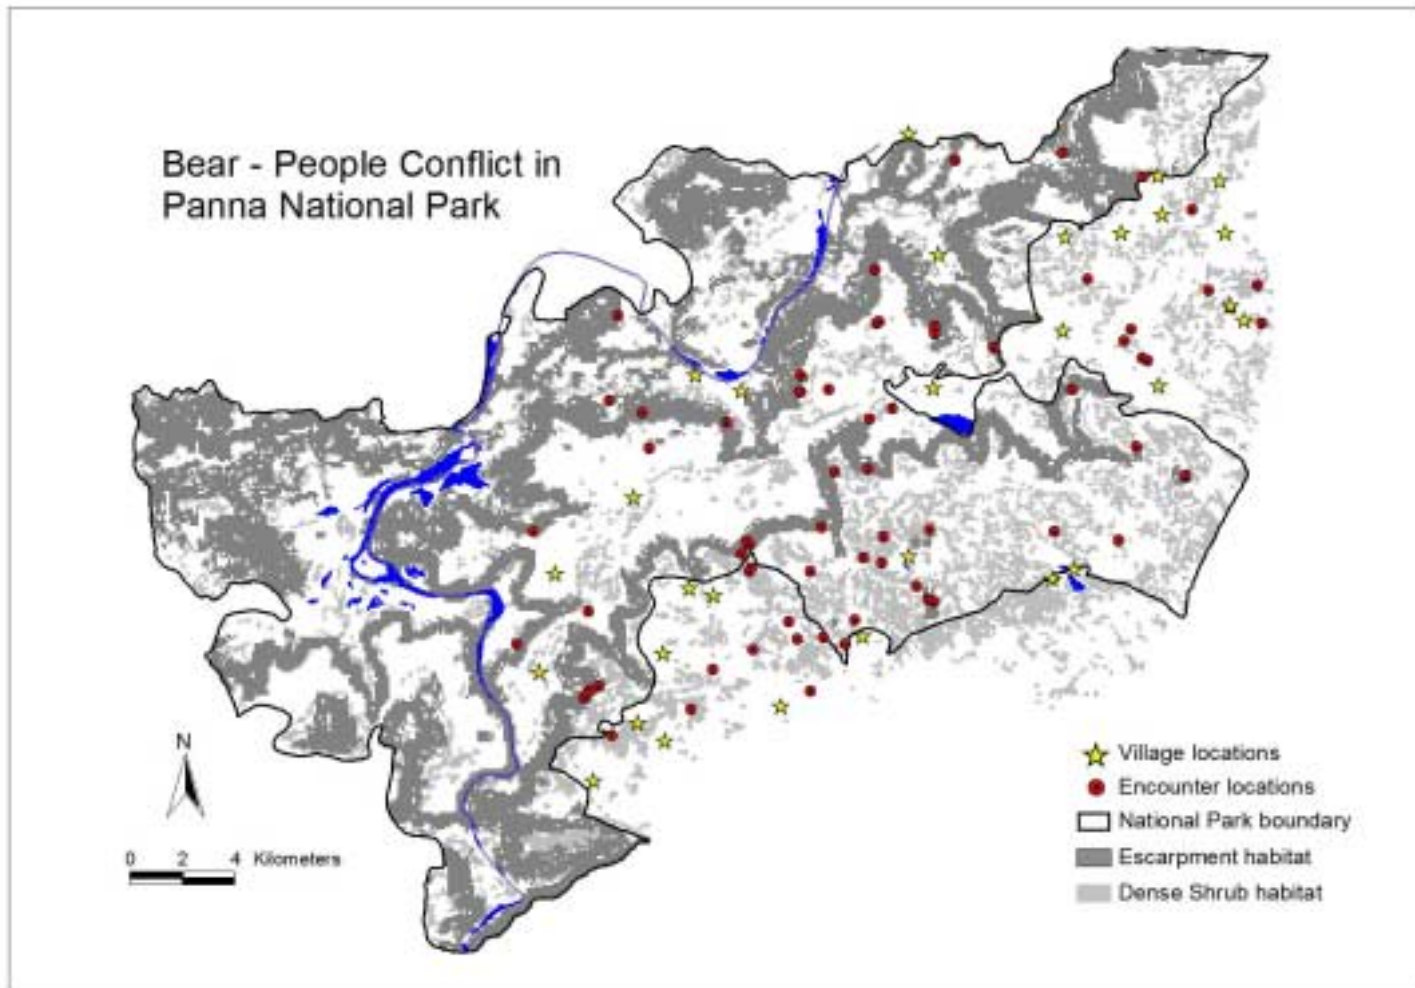 Bear - People Conflict in
Panna National Park
N
0 2 4 Kilometers
Village locations
Encounter locations
National Park boundary
Escarpment habitat
Dense Shrub habitat